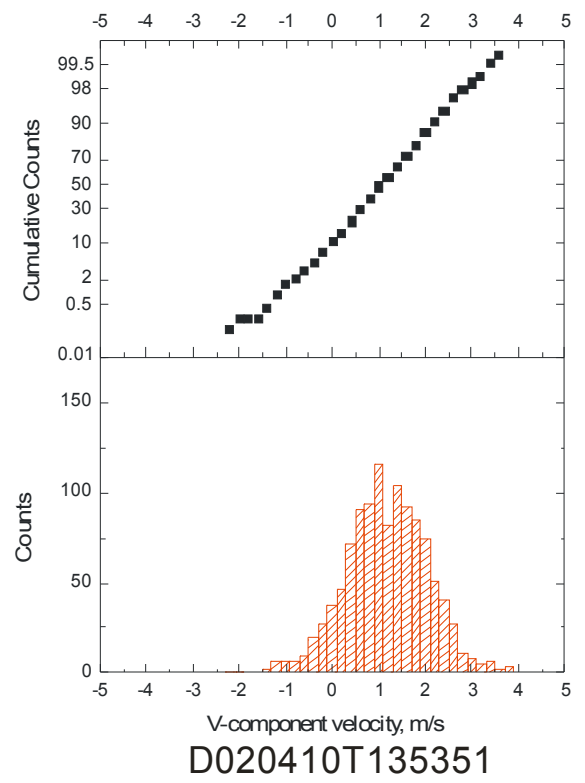 -5 -4 -3 -2 -1 0 1 2 3 4 5
99.5
98
90
70
50
30
10
2
0.5
0.01
Cumulative Counts
150
100
50
0
Counts
-5 -4 -3 -2 -1 0 1 2 3 4 5
V-component velocity, m/s
D020410T135351